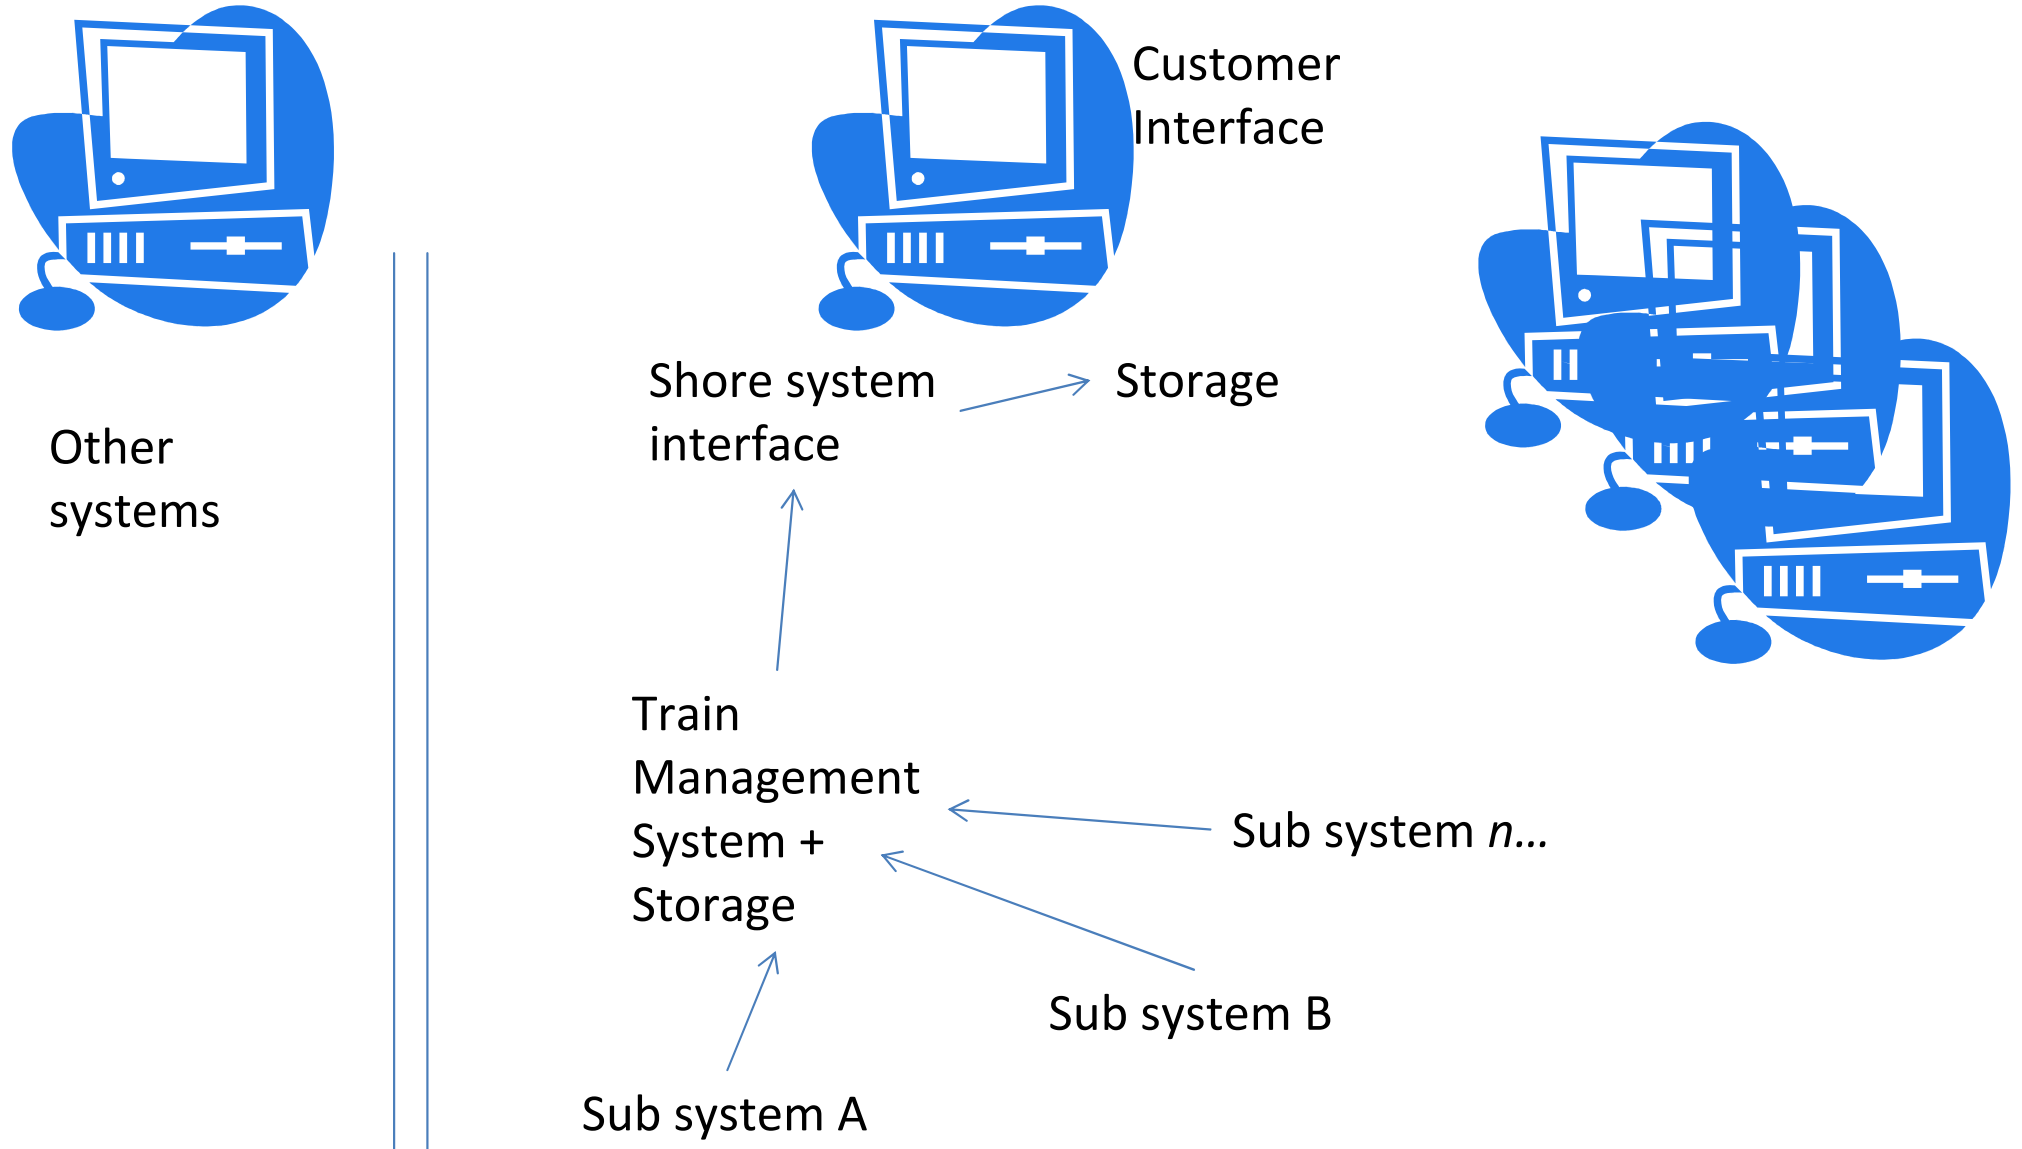 Customer
Interface
Shore system
interface
Storage
Other
systems
Train
Management
System +
Storage
Sub system n...
Sub system B
Sub system A